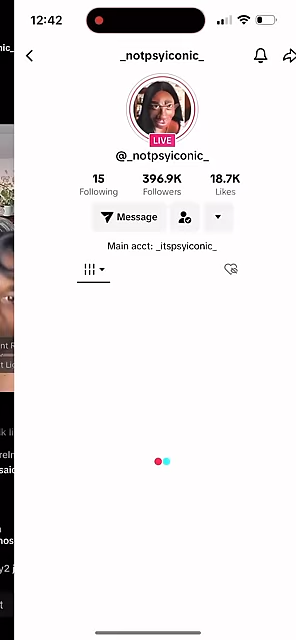 12:42
_notpsyiconic_
LIVE
@_notpsyiconic_
15 396.9K 18.7K
Following Followers Likes
Message
Main acct: _itspsyiconic_